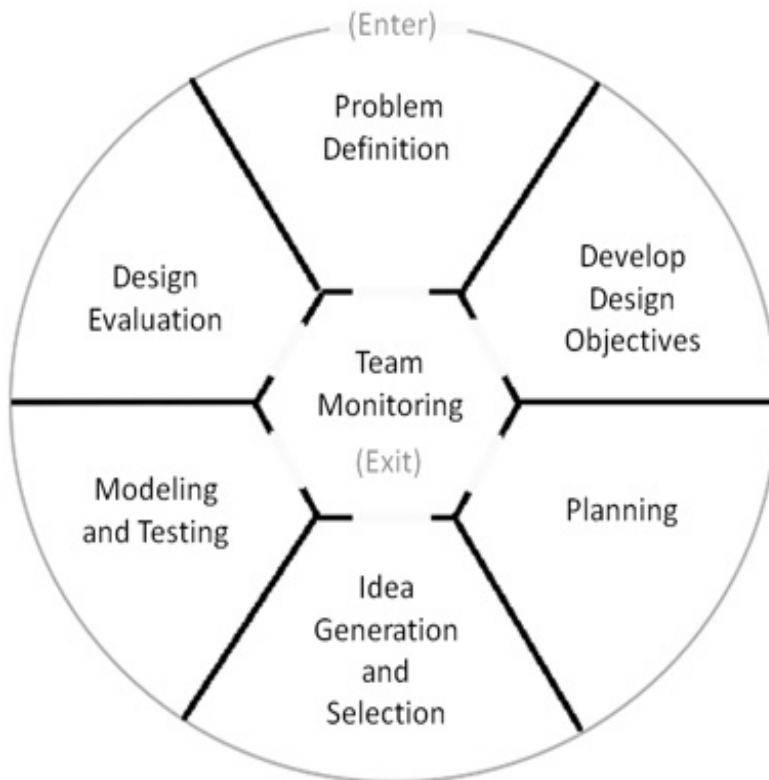 (Enter)
Problem
Definition
Develop
Design
Objectives
Planning
Idea
Generation
and
Selection
Modeling
and Testing
Design
Evaluation
Team
Monitoring
(Exit)